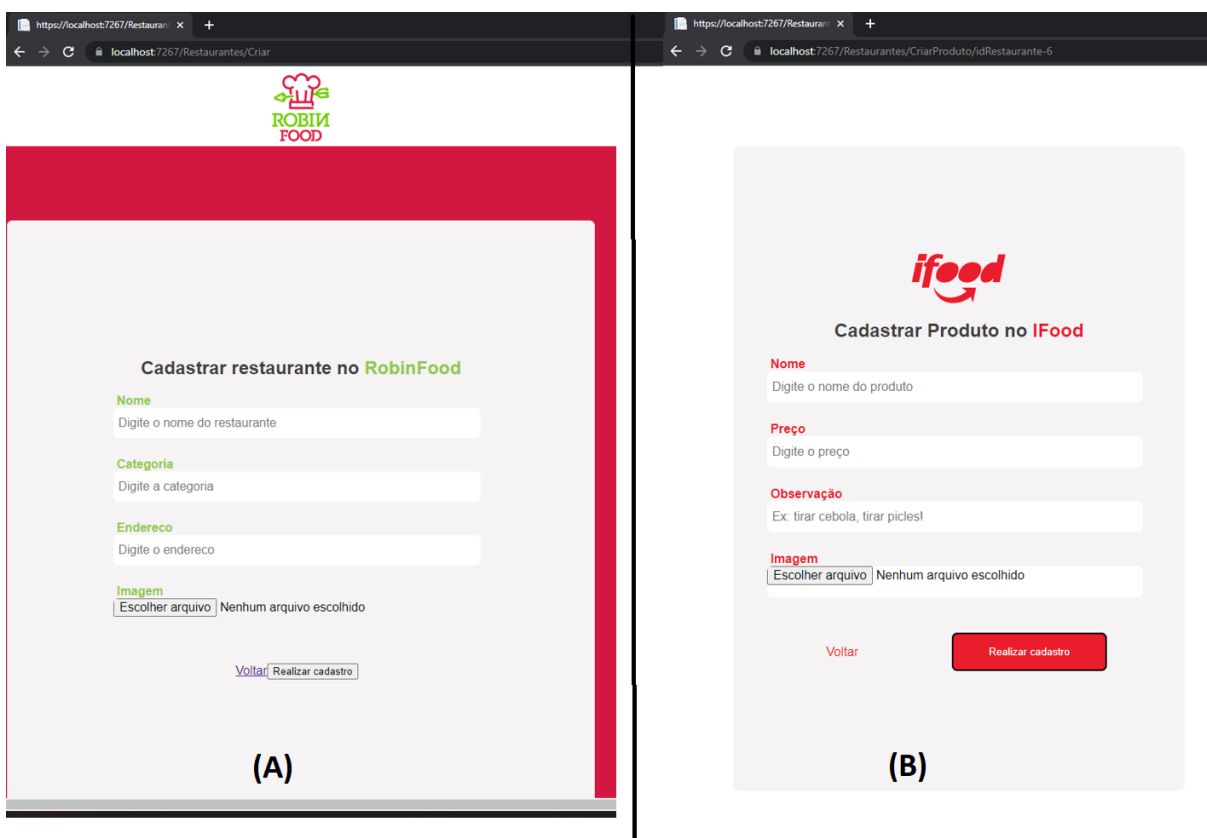 https://localhost:7267/Restauran
localhost:7267/Restaurantes/Criar
ROBIN
FOOD
Cadastrar restaurante no RobinFood
Nome
Digite o nome do restaurante
Categoria
Digite a categoria
Endereco
Digite o endereco
Imagem
Escolher arquivo Nenhum arquivo escolhido
Voltar Realizar cadastro
(A)
https://localhost:7267/Restauran
localhost:7267/Restaurantes/CriarProduto/idRestaurante-6
ifood
Cadastrar Produto no IFood
Nome
Digite o nome do produto
Preço
Digite o preço
Observação
Ex: tirar cebola, tirar picles!
Imagem
Escolher arquivo Nenhum arquivo escolhido
Voltar Realizar cadastro
(B)